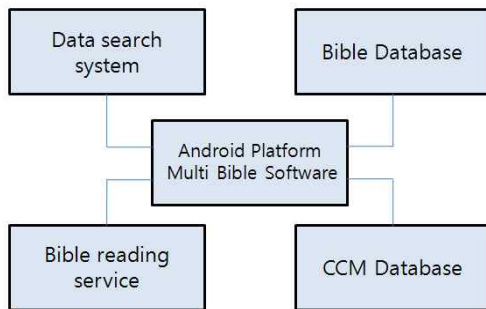 Data search
system
Bible Database
Android Platform
Multi Bible Software
Bible reading
service
CCM Database